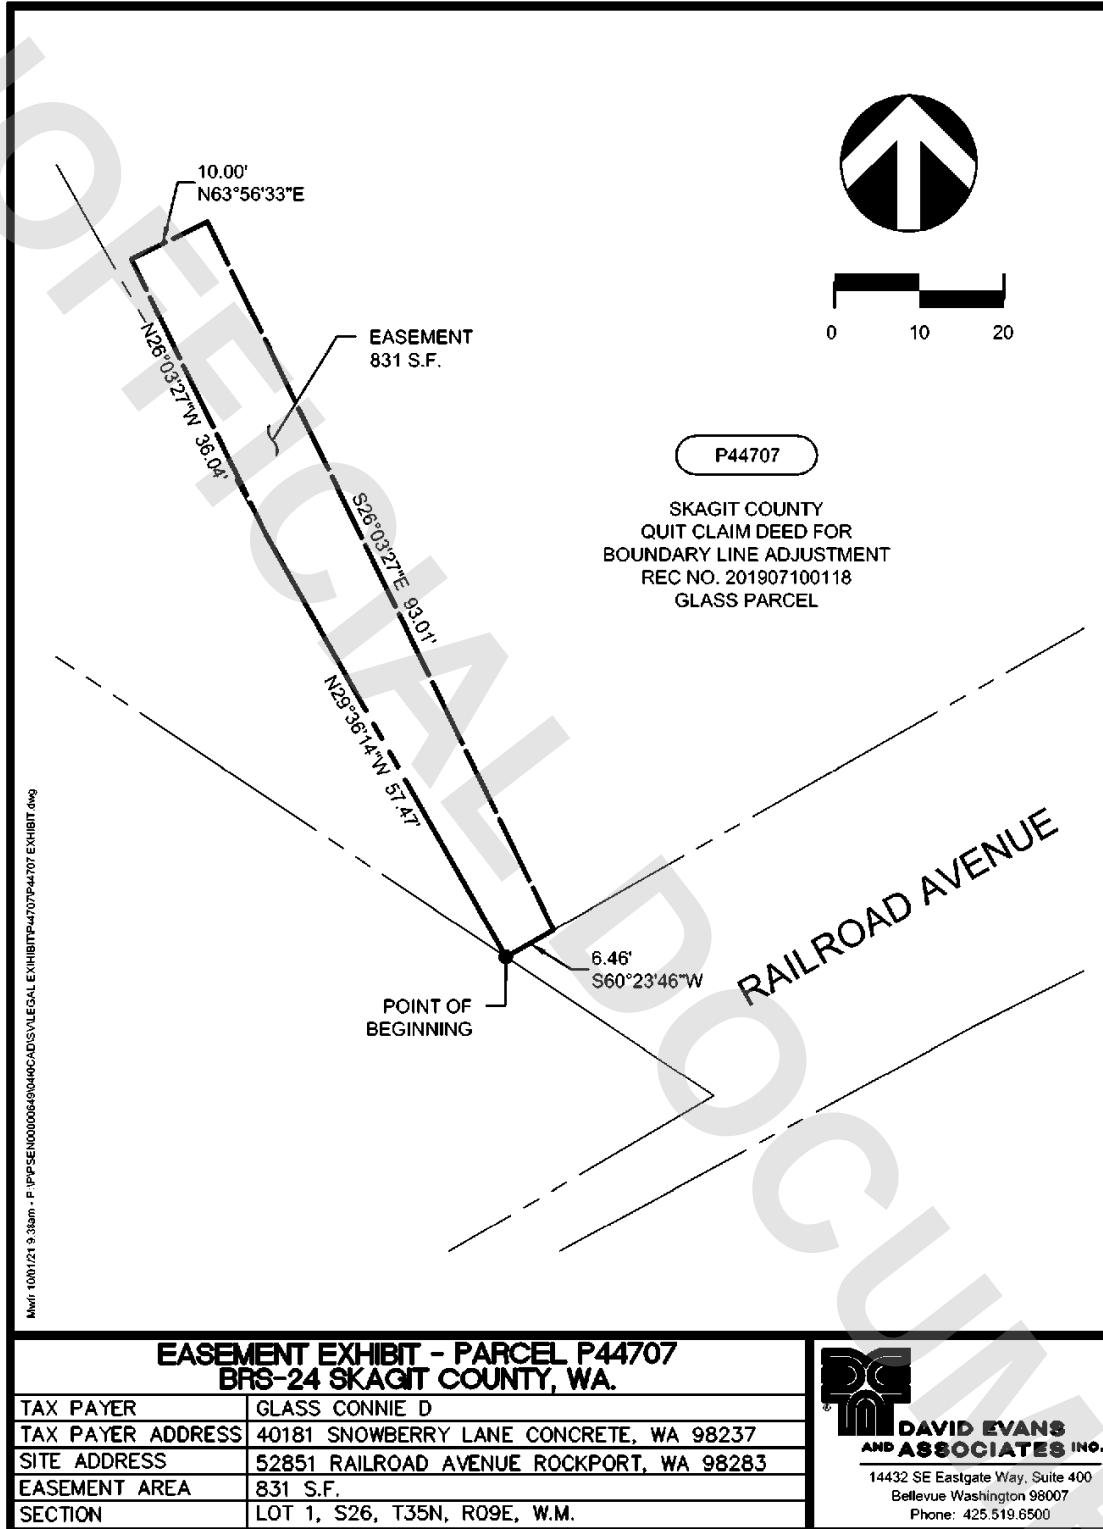 10.00'
N63°56'33"E
EASEMENT
831 S.F.
0 10 20
N26°03'27"W 36.04'
P44707
SKAGIT COUNTY
QUIT CLAIM DEED FOR
BOUNDARY LINE ADJUSTMENT
REC NO. 201907100118
GLASS PARCEL
S26°03'27"E 93.01'
N29°36'14"W 57.47'
RAILROAD AVENUE
6.46'
S60°23'46"W
POINT OF
BEGINNING
UNOFFICIAL DOCUMENT
EASEMENT EXHIBIT - PARCEL P44707
BRS-24 SKAGIT COUNTY, WA.
TAX PAYER GLASS CONNIE D
TAX PAYER ADDRESS 40181 SNOWBERRY LANE CONCRETE, WA 98237
SITE ADDRESS 52851 RAILROAD AVENUE ROCKPORT, WA 98283
EASEMENT AREA 831 S.F.
SECTION LOT 1, S26, T35N, R09E, W.M.
DAVID EVANS
AND ASSOCIATES INC.
14432 SE Eastgate Way, Suite 400
Bellevue Washington 98007
Phone: 425.519.6500